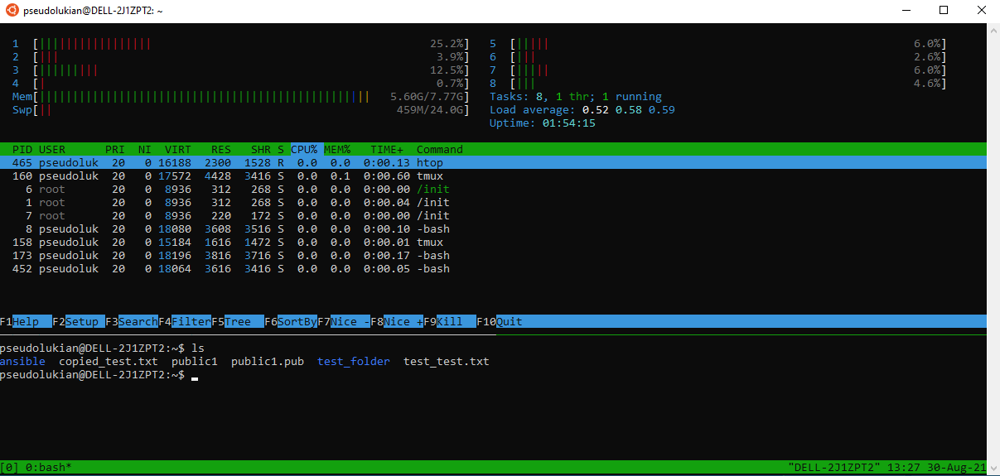 pseudolukian@DELL-2J1ZPT2: ~
1 [||||||||||||||||| 25.2%] 5 [||||| 6.0%]
2 [||| 3.9%] 6 [||| 2.6%]
3 [||||||||| 12.5%] 7 [||||| 6.0%]
4 [| 0.7%] 8 [||| 4.6%]
Mem[|||||||||||||||||||||||||||||||||||||||||||||||||| 5.60G/7.77G] Tasks: 8, 1 thr; 1 running
Swp[|| 459M/24.0G] Load average: 0.52 0.58 0.59
Uptime: 01:54:15
PID USER PRI NI VIRT RES SHR S CPU% MEM% TIME+ Command
465 pseudoluk 20 0 16188 2300 1528 R 0.0 0.0 0:00.13 htop
160 pseudoluk 20 0 17572 4428 3416 S 0.0 0.1 0:00.60 tmux
6 root 20 0 8936 312 268 S 0.0 0.0 0:00.00 /init
1 root 20 0 8936 312 268 S 0.0 0.0 0:00.04 /init
7 root 20 0 8936 220 172 S 0.0 0.0 0:00.00 /init
8 pseudoluk 20 0 18080 3608 3516 S 0.0 0.0 0:00.10 -bash
158 pseudoluk 20 0 15184 1616 1472 S 0.0 0.0 0:00.01 tmux
173 pseudoluk 20 0 18196 3816 3716 S 0.0 0.0 0:00.17 -bash
452 pseudoluk 20 0 18064 3616 3416 S 0.0 0.0 0:00.05 -bash
F1Help F2Setup F3SearchF4FilterF5Tree F6SortByF7Nice -F8Nice +F9Kill F10Quit
pseudolukian@DELL-2J1ZPT2:~$ ls
ansible copied_test.txt public1 public1.pub test_folder test_test.txt
pseudolukian@DELL-2J1ZPT2:~$
[0] 0:bash* "DELL-2J1ZPT2" 13:27 30-Aug-21